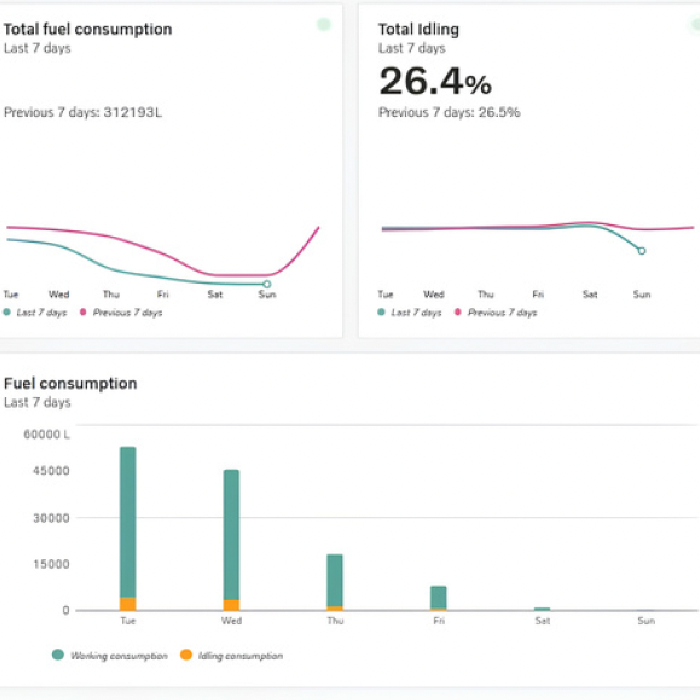 Total fuel consumption
Last 7 days
Previous 7 days: 312193L
Tue Wed Thu Fri Sat Sun
Last 7 days Previous 7 days
Total Idling
Last 7 days
26.4%
Previous 7 days: 26.5%
Tue Wed Thu Fri Sat Sun
Last 7 days Previous 7 days
Fuel consumption
Last 7 days
60000 L
45000
30000
15000
0
Tue Wed Thu Fri Sat Sun
Working consumption Idling consumption